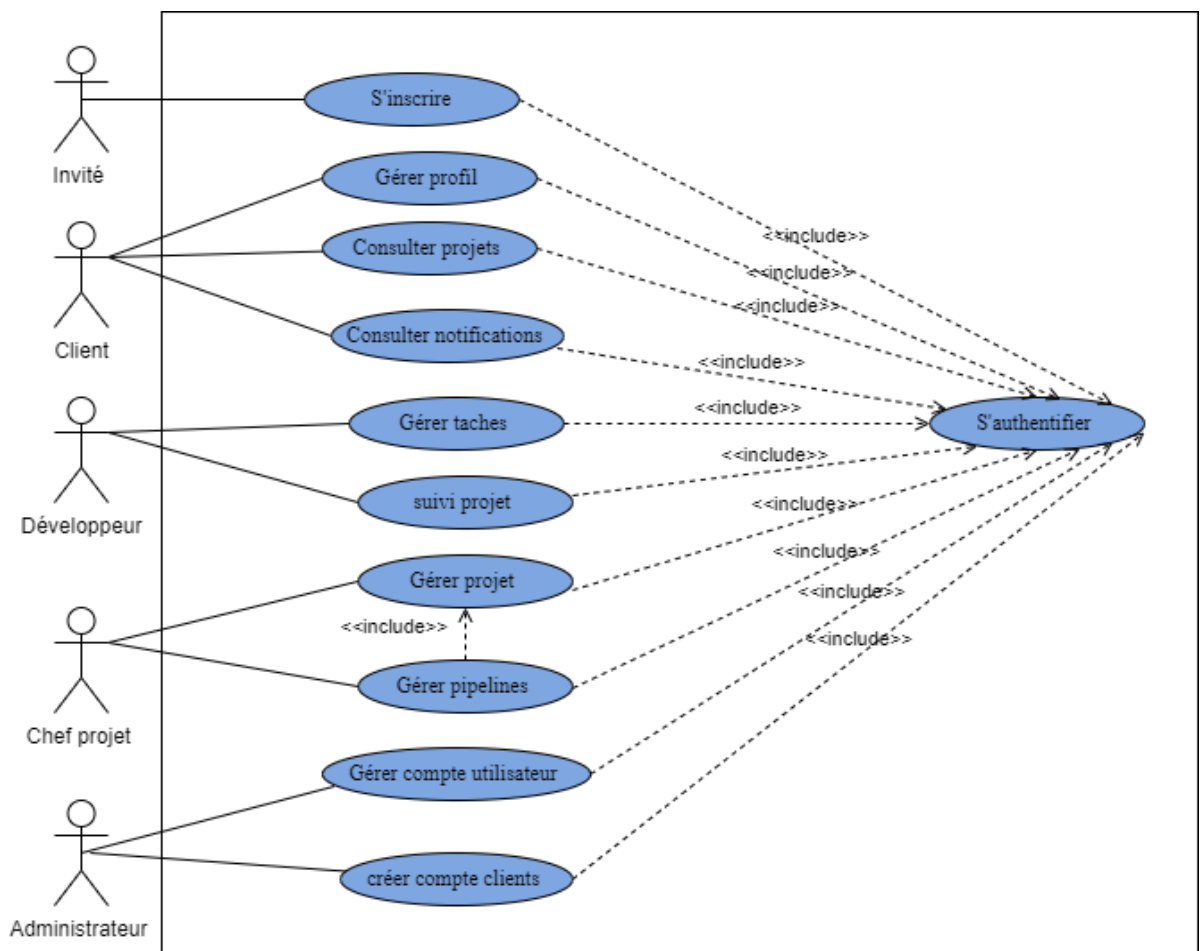 S'inscrire
Invité
Gérer profil
<<include>>
Consulter projets
<<include>>
<<include>>
Client
Consulter notifications
<<include>>
Gérer taches
<<include>>
S'authentifier
<<include>>
suivi projet
Développeur
<<include>>
Gérer projet
<<include>>
<<include>>
<<include>>
<<include>>
Gérer pipelines
Chef projet
Gérer compte utilisateur
créer compte clients
Administrateur